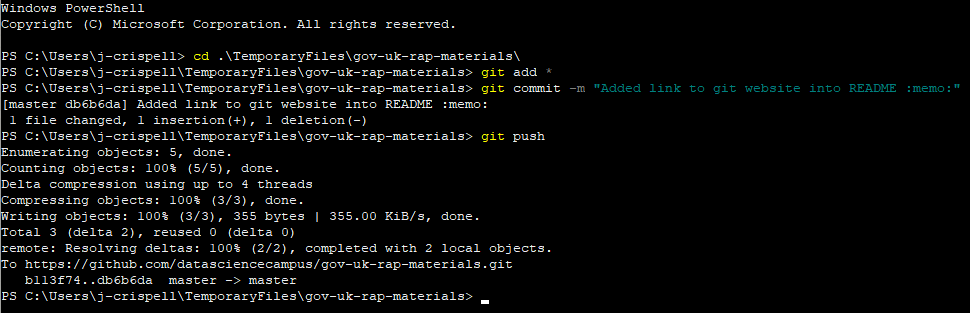 Windows PowerShell
Copyright (C) Microsoft Corporation. All rights reserved.
PS C:\Users\j-crispell> cd .\TemporaryFiles\gov-uk-rap-materials\
PS C:\Users\j-crispell\TemporaryFiles\gov-uk-rap-materials> git add *
PS C:\Users\j-crispell\TemporaryFiles\gov-uk-rap-materials> git commit -m "Added link to git website into README :memo:"
[master db6b6da] Added link to git website into README :memo:
 1 file changed, 1 insertion(+), 1 deletion(-)
PS C:\Users\j-crispell\TemporaryFiles\gov-uk-rap-materials> git push
Enumerating objects: 5, done.
Counting objects: 100% (5/5), done.
Delta compression using up to 4 threads
Compressing objects: 100% (3/3), done.
Writing objects: 100% (3/3), 355 bytes | 355.00 KiB/s, done.
Total 3 (delta 2), reused 0 (delta 0)
remote: Resolving deltas: 100% (2/2), completed with 2 local objects.
To https://github.com/datasciencecampus/gov-uk-rap-materials.git
   b113f74..db6b6da  master -> master
PS C:\Users\j-crispell\TemporaryFiles\gov-uk-rap-materials>